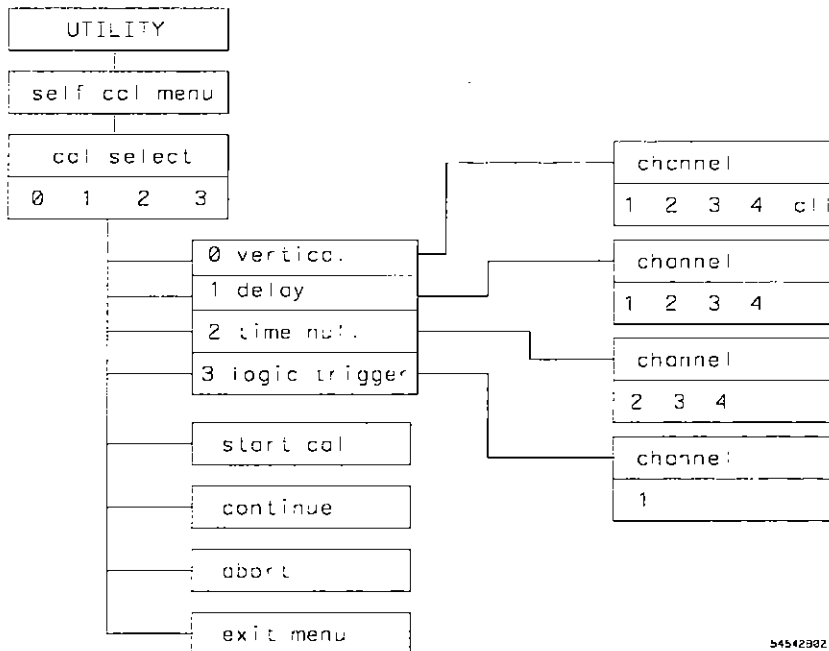 UTILITY
self cal menu
cal select
0 1 2 3
0 vertical
1 delay
2 time null
3 logic trigger
start cal
continue
abort
exit menu
channel
1 2 3 4
channel
1 2 3 4
channel
2 3 4
channel
1